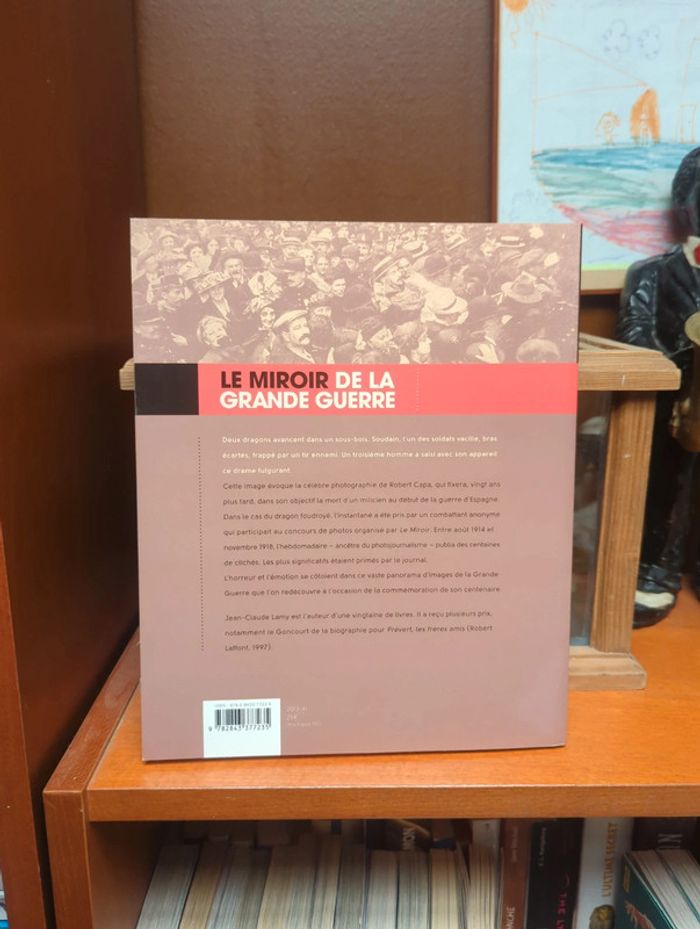 LE MIROIR DE LA
GRANDE GUERRE
Deux dragons avancent dans un sous-bois. Soudain, l'un des soldats vacille, bras
écartés, frappé par un tir ennemi. Un troisième homme a saisi avec son appareil
ce drame fulgurant.
Cette image évoque la célèbre photographie de Robert Capa, qui fixera, vingt ans
plus tard, dans son objectif la mort d'un milicien au début de la guerre d'Espagne.
Dans le cas du dragon foudroyé, l'instantané a été pris par un combattant anonyme
qui participait au concours de photos organisé par Le Miroir. Entre août 1914 et
novembre 1918, l'hebdomadaire – ancêtre du photojournalisme – publia des centaines
de clichés. Les plus significatifs étaient primés par le journal.
L'horreur et l'émotion se côtoient dans ce vaste panorama d'images de la Grande
Guerre que l'on redécouvre à l'occasion de la commémoration de son centenaire.
Jean-Claude Lamy est l'auteur d'une vingtaine de livres. Il a reçu plusieurs prix,
notamment le Goncourt de la biographie pour Prévert, les frères amis (Robert
Laffont, 1997).
9 782843 377235
L'ULTIME SECRET